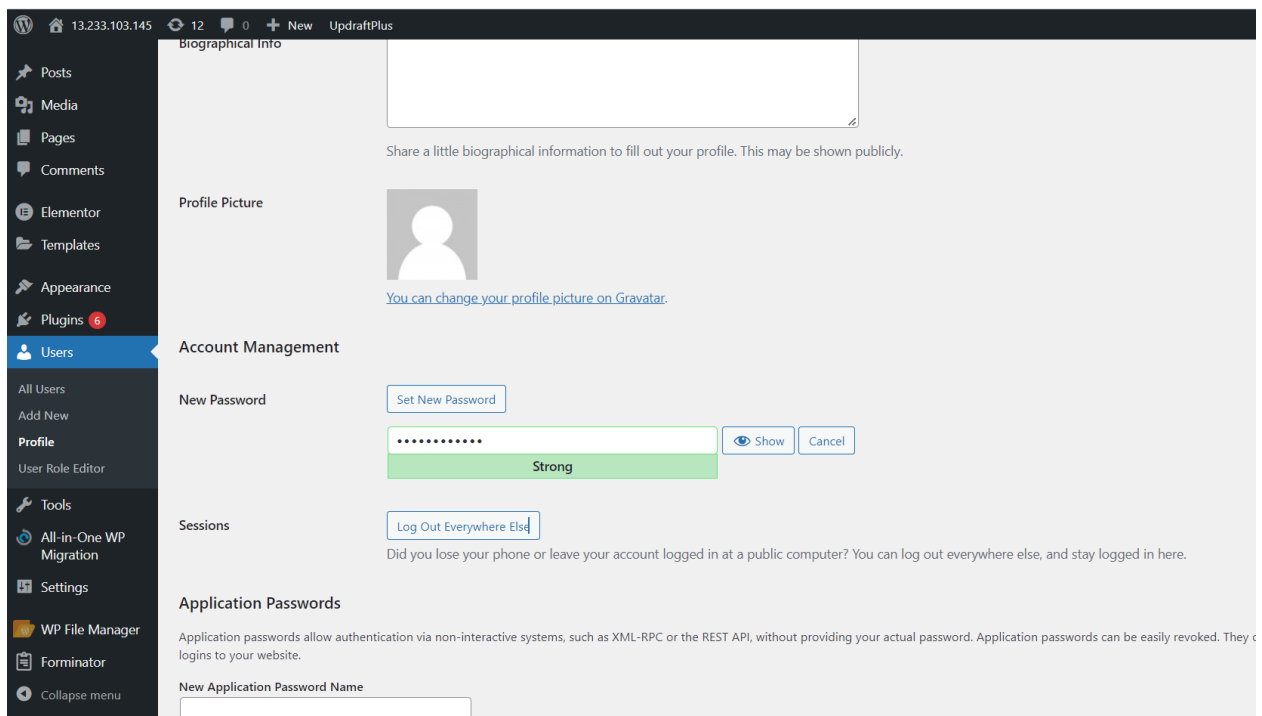 13.233.103.145 12 0 New UpdraftPlus
Posts
Media
Pages
Comments
Elementor
Templates
Appearance
Plugins 6
Users
All Users
Add New
Profile
User Role Editor
Tools
All-in-One WP
Migration
Settings
WP File Manager
Forminator
Collapse menu
Biographical Info
Share a little biographical information to fill out your profile. This may be shown publicly.
Profile Picture
You can change your profile picture on Gravatar.
Account Management
New Password
Set New Password
•••••••••••• Show Cancel
Strong
Sessions
Log Out Everywhere Else
Did you lose your phone or leave your account logged in at a public computer? You can log out everywhere else, and stay logged in here.
Application Passwords
Application passwords allow authentication via non-interactive systems, such as XML-RPC or the REST API, without providing your actual password. Application passwords can be easily revoked. They
logins to your website.
New Application Password Name